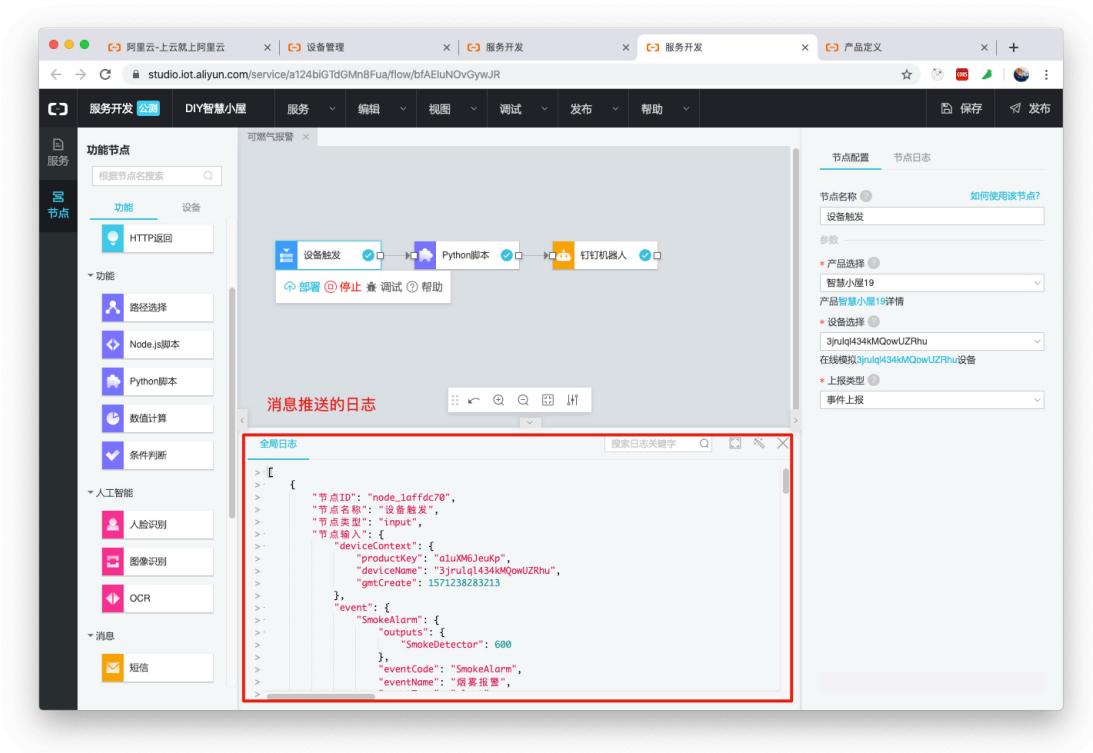 阿里云-上云就上阿里云
设备管理
服务开发
服务开发
产品定义
studio.iot.aliyun.com/service/a124biGTdGMn8Fua/flow/bfAEIuNOvGywJR
服务开发 公测 DIY智慧小屋 服务 编辑 视图 调试 发布 帮助 保存 发布
服务
节点
功能节点
根据节点名搜索
功能 设备
HTTP返回
功能
路径选择
Node.js脚本
Python脚本
数值计算
条件判断
人工智能
人脸识别
图像识别
OCR
消息
短信
可燃气报警
设备触发 Python脚本 钉钉机器人
部署 停止 调试 帮助
消息推送的日志
全局日志 搜索日志关键字
> [
> {
> "节点ID": "node_1affdc70",
> "节点名称": "设备触发",
> "节点类型": "input",
> "节点输入": {
> "deviceContext": {
> "productKey": "a1uXM6JeuKp",
> "deviceName": "3jrulql434kMQowUZRhu",
> "gmtCreate": 1571238283213
> },
> "event": {
> "SmokeAlarm": {
> "outputs": {
> "SmokeDetector": 600
> },
> "eventCode": "SmokeAlarm",
> "eventName": "烟雾报警",
>
节点配置 节点日志
节点名称 如何使用该节点?
设备触发
参数
* 产品选择
智慧小屋19
产品智慧小屋19详情
* 设备选择
3jrulql434kMQowUZRhu
在线模拟3jrulql434kMQowUZRhu设备
* 上报类型
事件上报